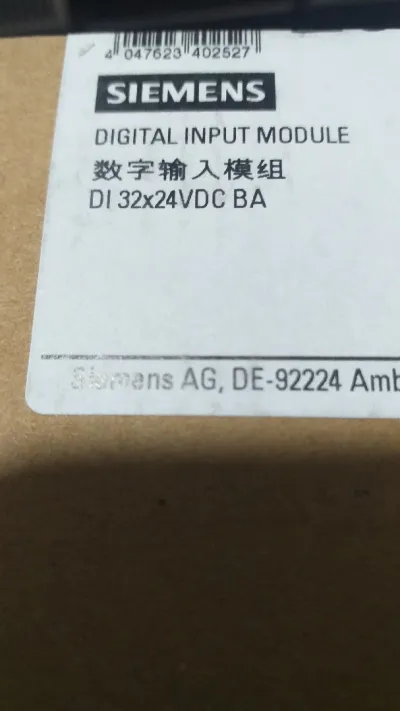 4 047623 402527
SIEMENS
DIGITAL INPUT MODULE
数字输入模组
DI 32x24VDC BA
Siemens AG, DE-92224 Amb